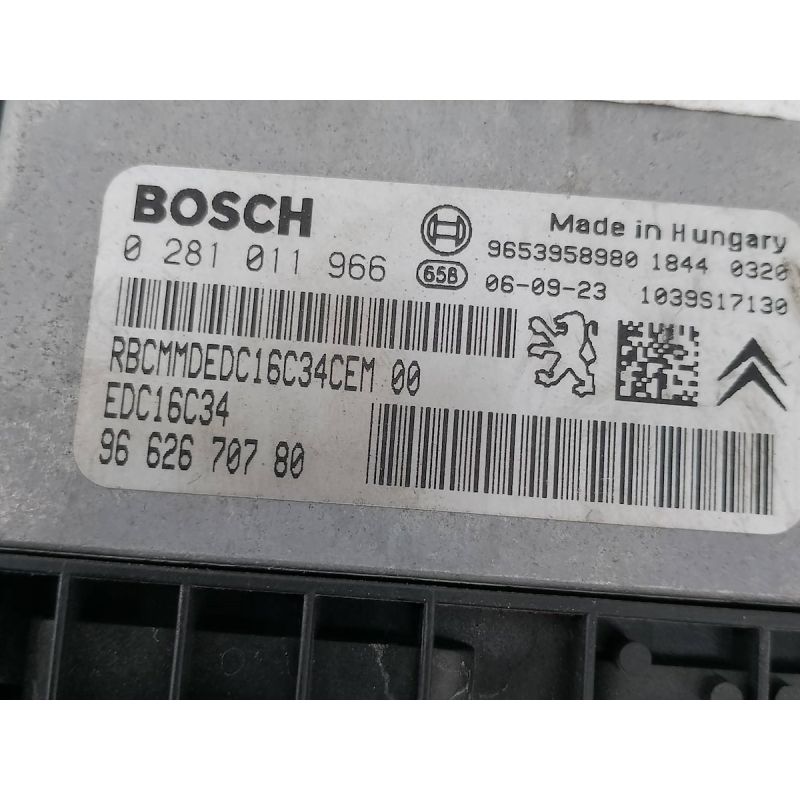 BOSCH
0 281 011 966
Made in Hungary
9653958980 1844 0320
65B 06-09-23 1039S17130
RBCMMDEDC16C34CEM 00
EDC16C34
96 626 707 80